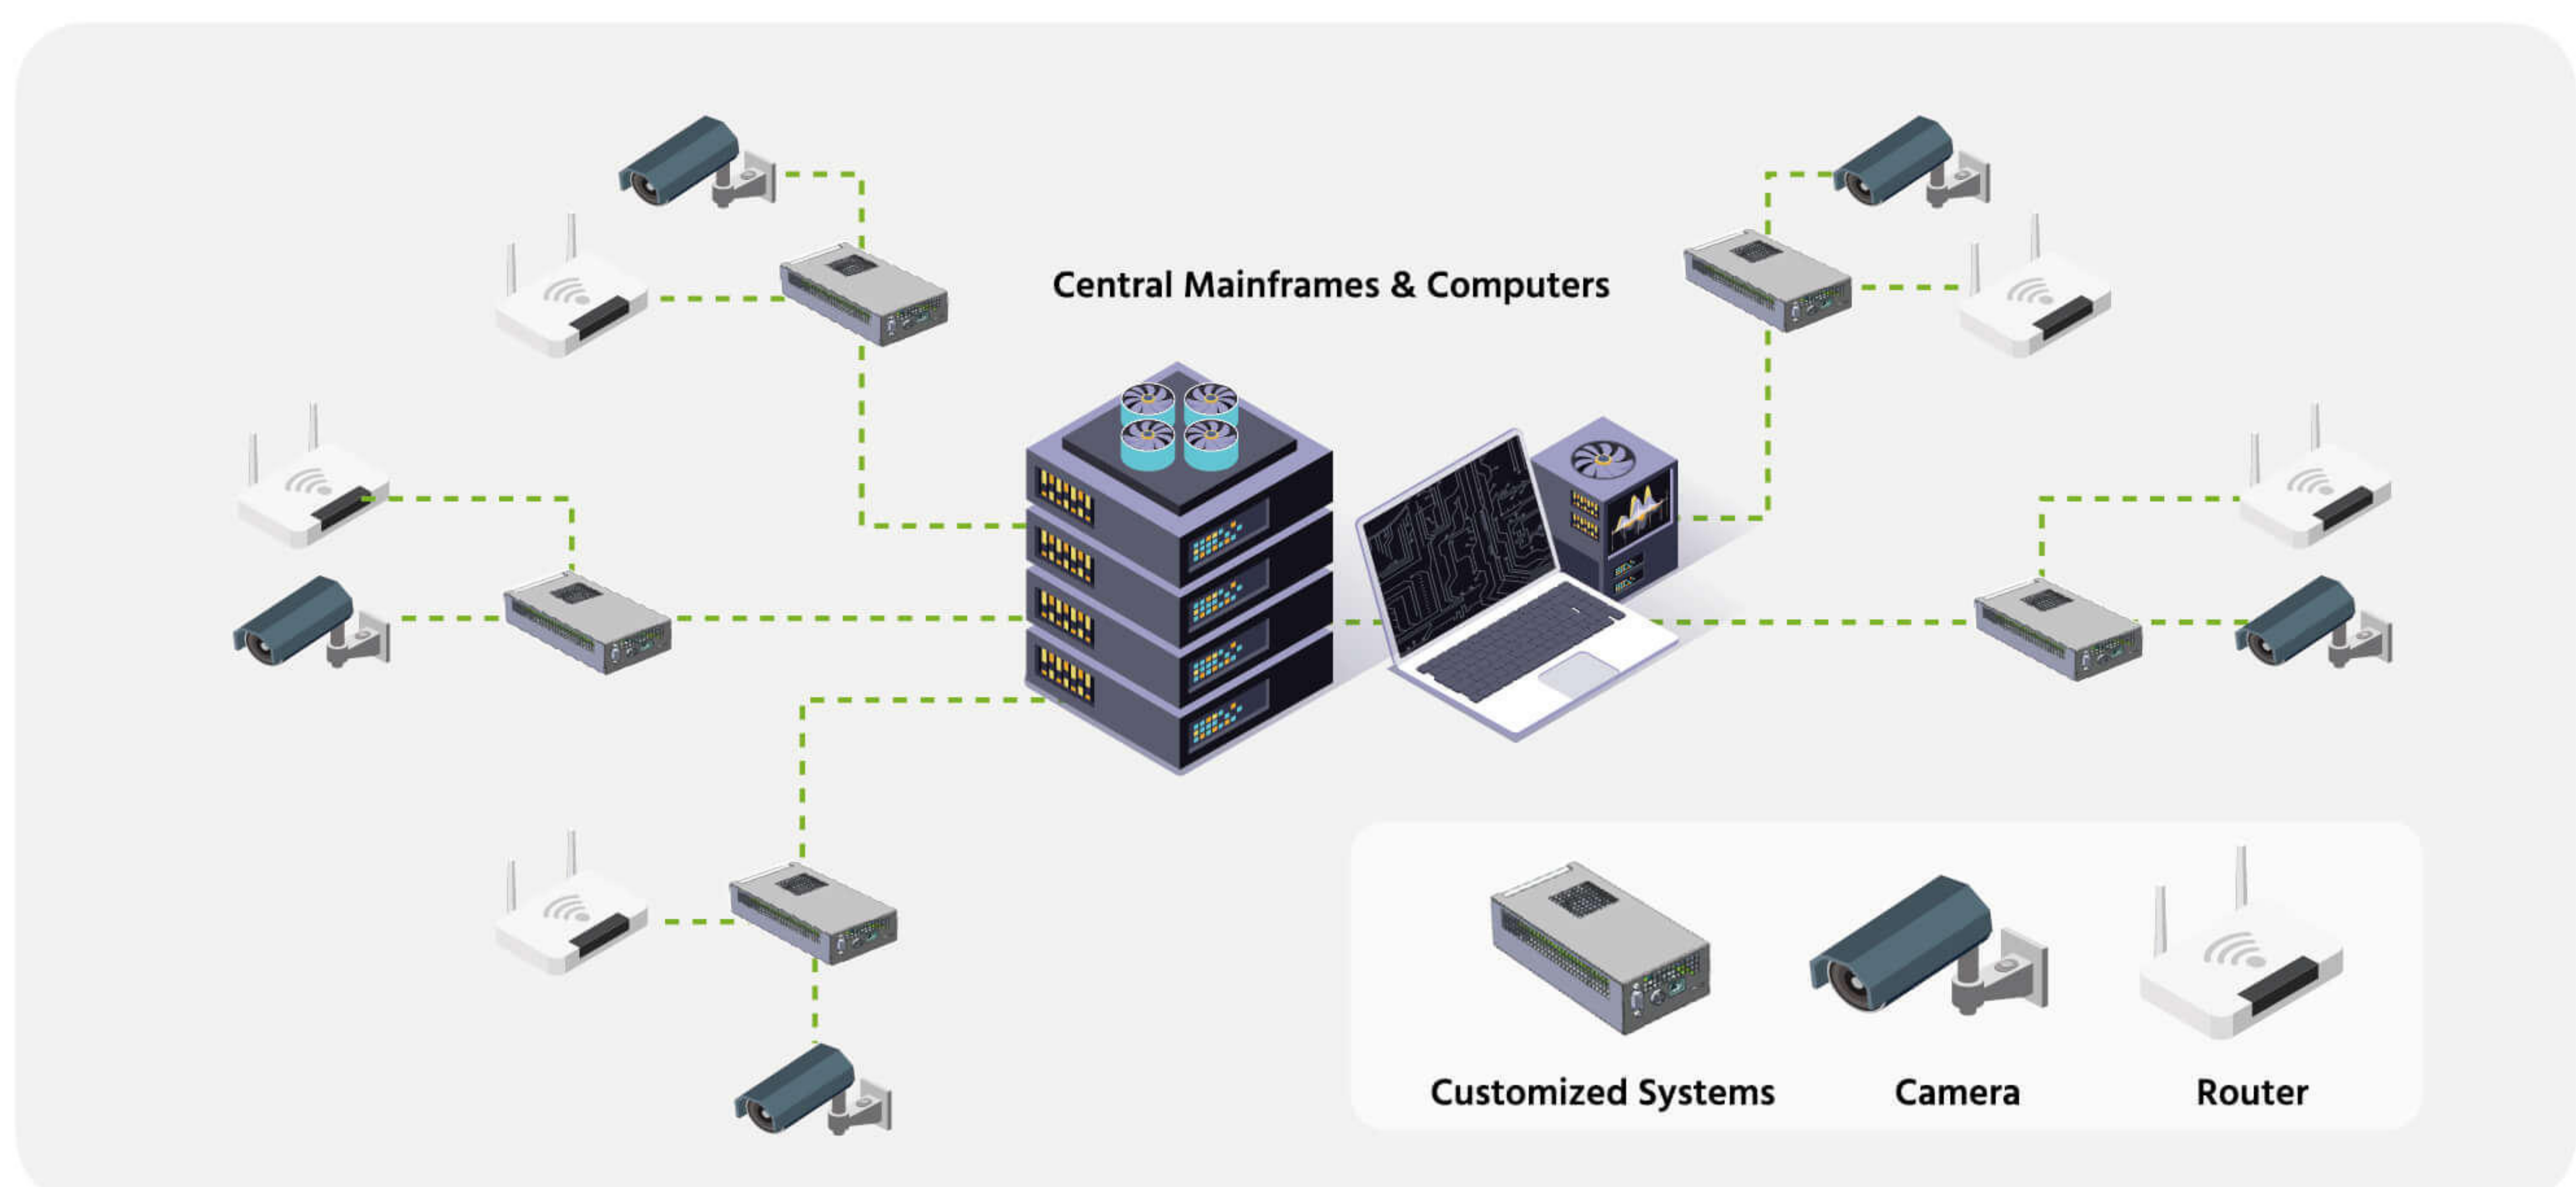 Central Mainframes & Computers
Customized Systems
Camera
Router